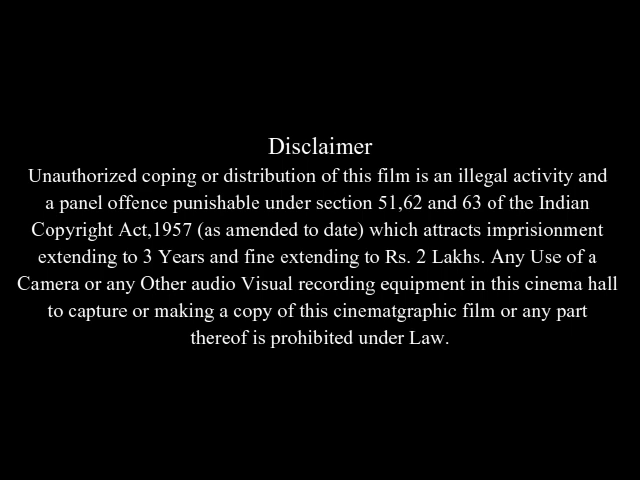 Disclaimer
Unauthorized coping or distribution of this film is an illegal activity and
a panel offence punishable under section 51,62 and 63 of the Indian
Copyright Act,1957 (as amended to date) which attracts imprisionment
extending to 3 Years and fine extending to Rs. 2 Lakhs. Any Use of a
Camera or any Other audio Visual recording equipment in this cinema hall
to capture or making a copy of this cinematgraphic film or any part
thereof is prohibited under Law.